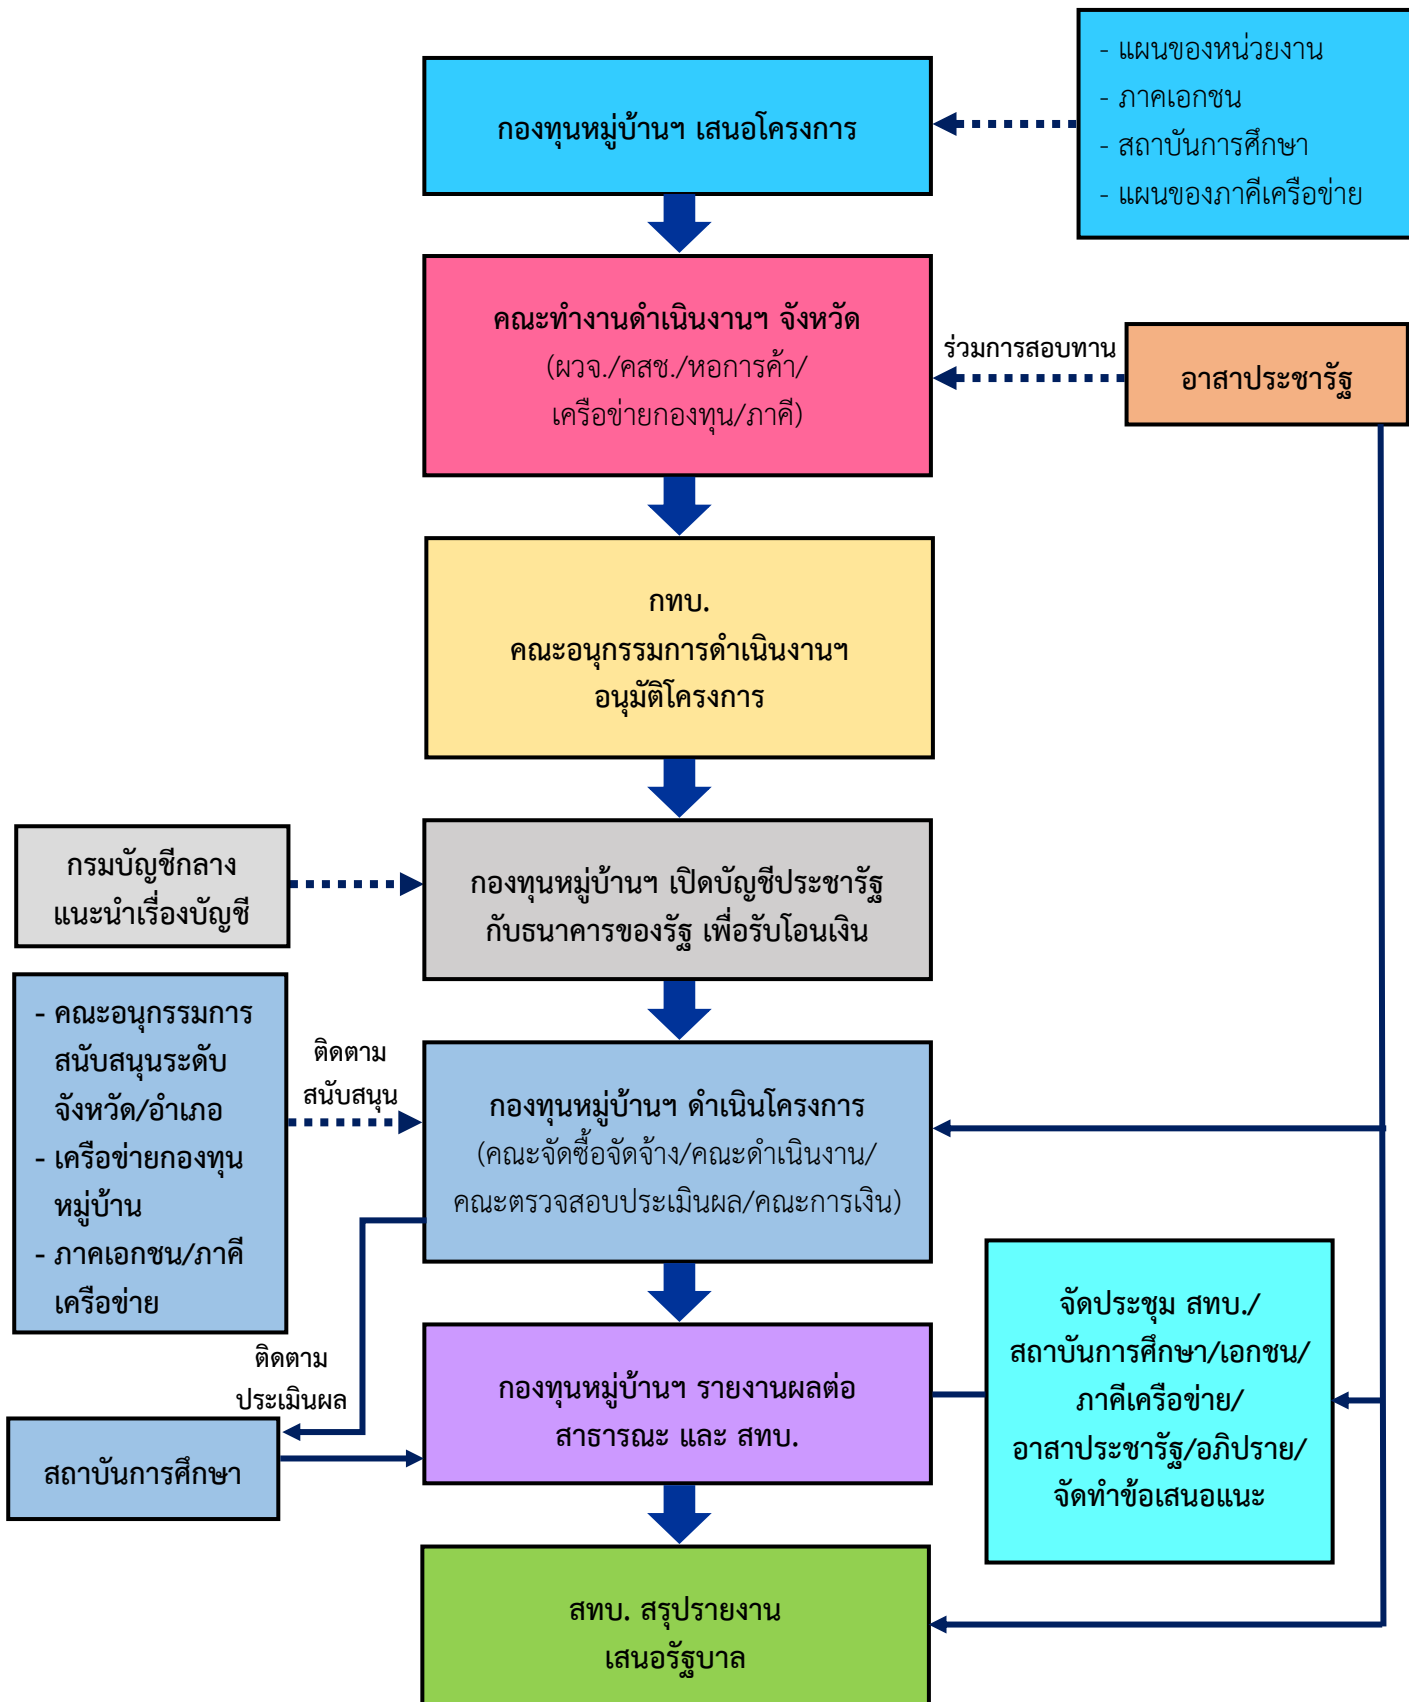 - แผนของหน่วยงาน
- ภาคเอกชน
- สถาบันการศึกษา
- แผนของภาคีเครือข่าย
กองทุนหมู่บ้านฯ เสนอโครงการ
คณะทำงานดำเนินงานฯ จังหวัด
(ผวจ./คสช./หอการค้า/
เครือข่ายกองทุน/ภาคี)
ร่วมการสอบทาน
อาสาประชารัฐ
กทบ.
คณะอนุกรรมการดำเนินงานฯ
อนุมัติโครงการ
กรมบัญชีกลาง
แนะนำเรื่องบัญชี
กองทุนหมู่บ้านฯ เปิดบัญชีประชารัฐ
กับธนาคารของรัฐ เพื่อรับโอนเงิน
- คณะอนุกรรมการ
สนับสนุนระดับ
จังหวัด/อำเภอ
- เครือข่ายกองทุน
หมู่บ้าน
- ภาคเอกชน/ภาคี
เครือข่าย
ติดตาม
สนับสนุน
กองทุนหมู่บ้านฯ ดำเนินโครงการ
(คณะจัดซื้อจัดจ้าง/คณะดำเนินงาน/
คณะตรวจสอบประเมินผล/คณะการเงิน)
ติดตาม
ประเมินผล
สถาบันการศึกษา
กองทุนหมู่บ้านฯ รายงานผลต่อ
สาธารณะ และ สทบ.
จัดประชุม สทบ./
สถาบันการศึกษา/เอกชน/
ภาคีเครือข่าย/
อาสาประชารัฐ/อภิปราย/
จัดทำข้อเสนอแนะ
สทบ. สรุปรายงาน
เสนอรัฐบาล